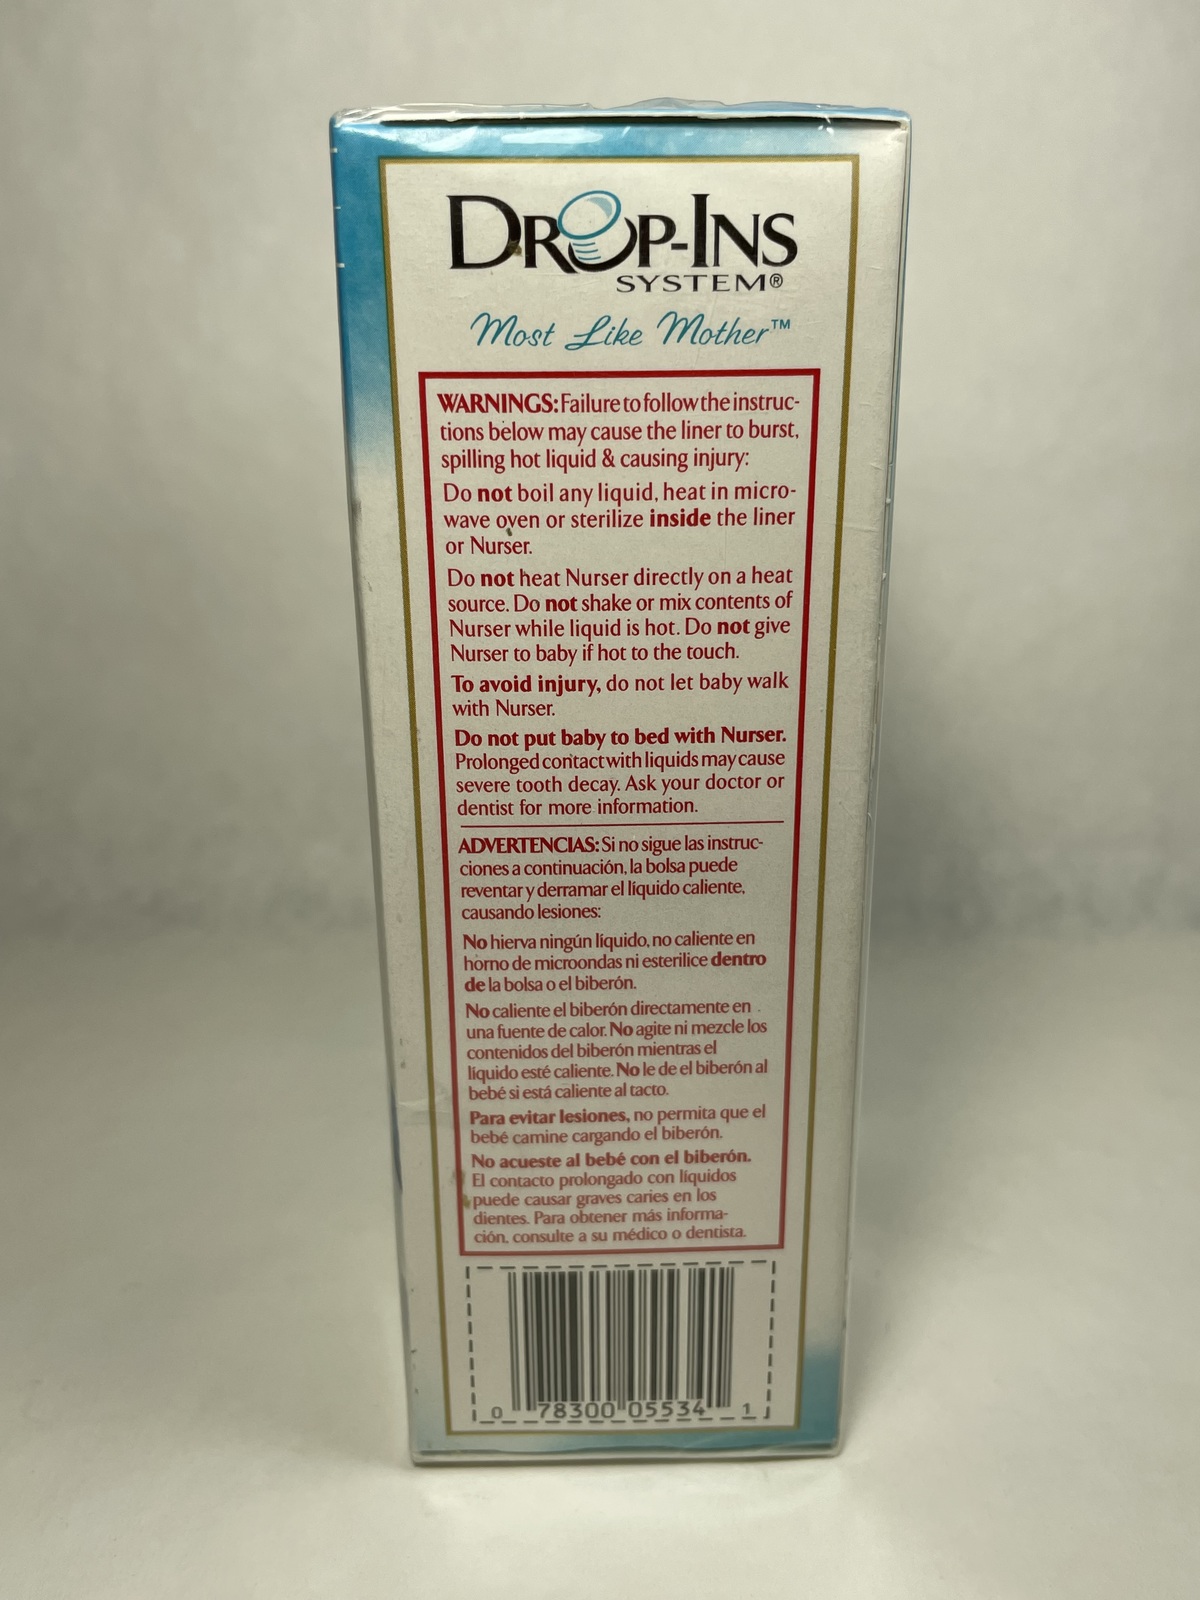 DROP-INS
SYSTEM®
Most Like Mother™
WARNINGS: Failure to follow the instruc-
tions below may cause the liner to burst,
spilling hot liquid & causing injury:
Do not boil any liquid, heat in micro-
wave oven or sterilize inside the liner
or Nurser.
Do not heat Nurser directly on a heat
source. Do not shake or mix contents of
Nurser while liquid is hot. Do not give
Nurser to baby if hot to the touch.
To avoid injury, do not let baby walk
with Nurser.
Do not put baby to bed with Nurser.
Prolonged contact with liquids may cause
severe tooth decay. Ask your doctor or
dentist for more information.
ADVERTENCIAS: Si no sigue las instruc-
ciones a continuación, la bolsa puede
reventar y derramar el líquido caliente,
causando lesiones:
No hierva ningún líquido, no caliente en
horno de microondas ni esterilice dentro
de la bolsa o el biberón.
No caliente el biberón directamente en
una fuente de calor. No agite ni mezcle los
contenidos del biberón mientras el
líquido esté caliente. No le de el biberón al
bebé si está caliente al tacto.
Para evitar lesiones, no permita que el
bebé camine cargando el biberón.
No acueste al bebé con el biberón.
El contacto prolongado con líquidos
puede causar graves caries en los
dientes. Para obtener más informa-
ción, consulte a su médico o dentista.
0 78300 05534 1